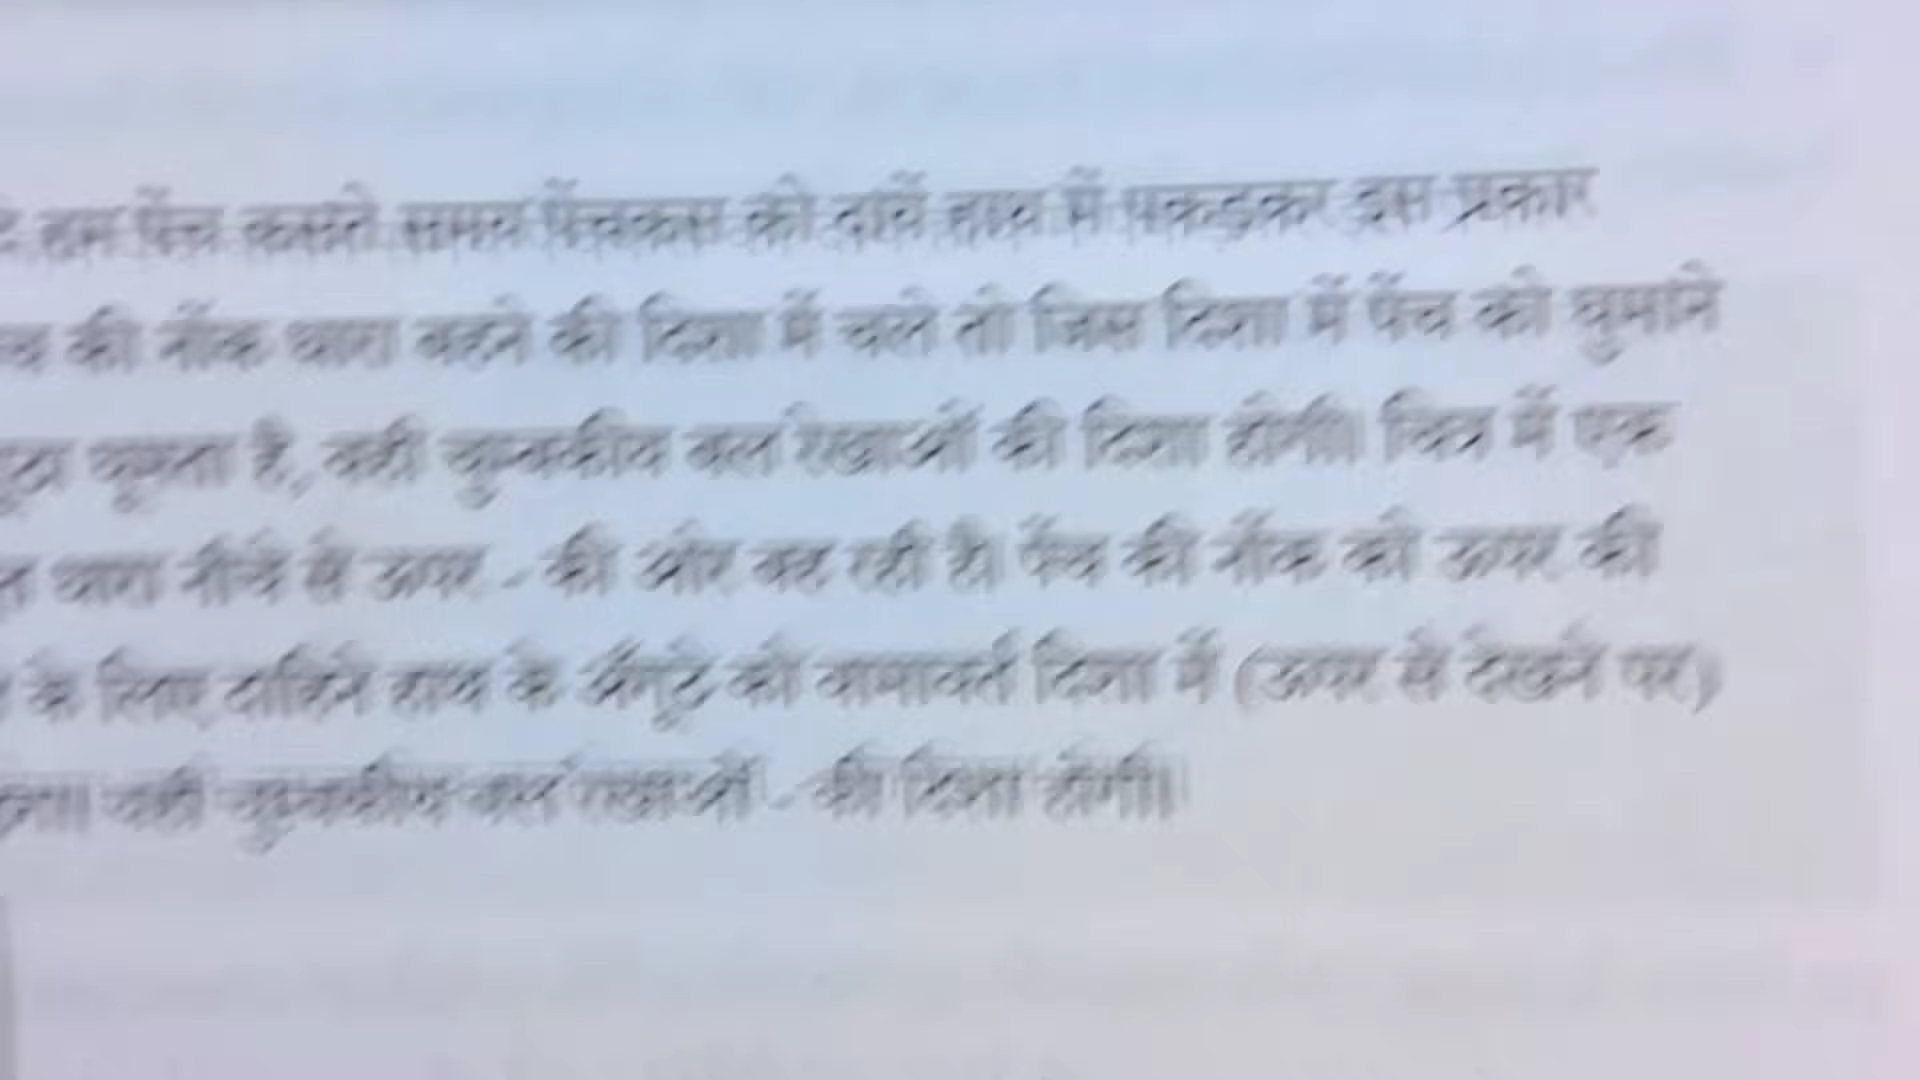 हम पेंच कसते समय पेंचकस को दायें हाथ में पकड़कर इस प्रकार
की नोंक धारा बहने की दिशा में चले तो जिस दिशा में पेंच को घुमाने
घूमता है, वही चुम्बकीय बल रेखाओं की दिशा होगी। चित्र में एक
धारा नीचे से ऊपर - की ओर बह रही है। पेंच की नोंक को ऊपर की
के लिए दाहिने हाथ के अँगूठे को वामावर्त दिशा में (ऊपर से देखने पर)
यही चुम्बकीय बल रेखाओं - की दिशा होगी।